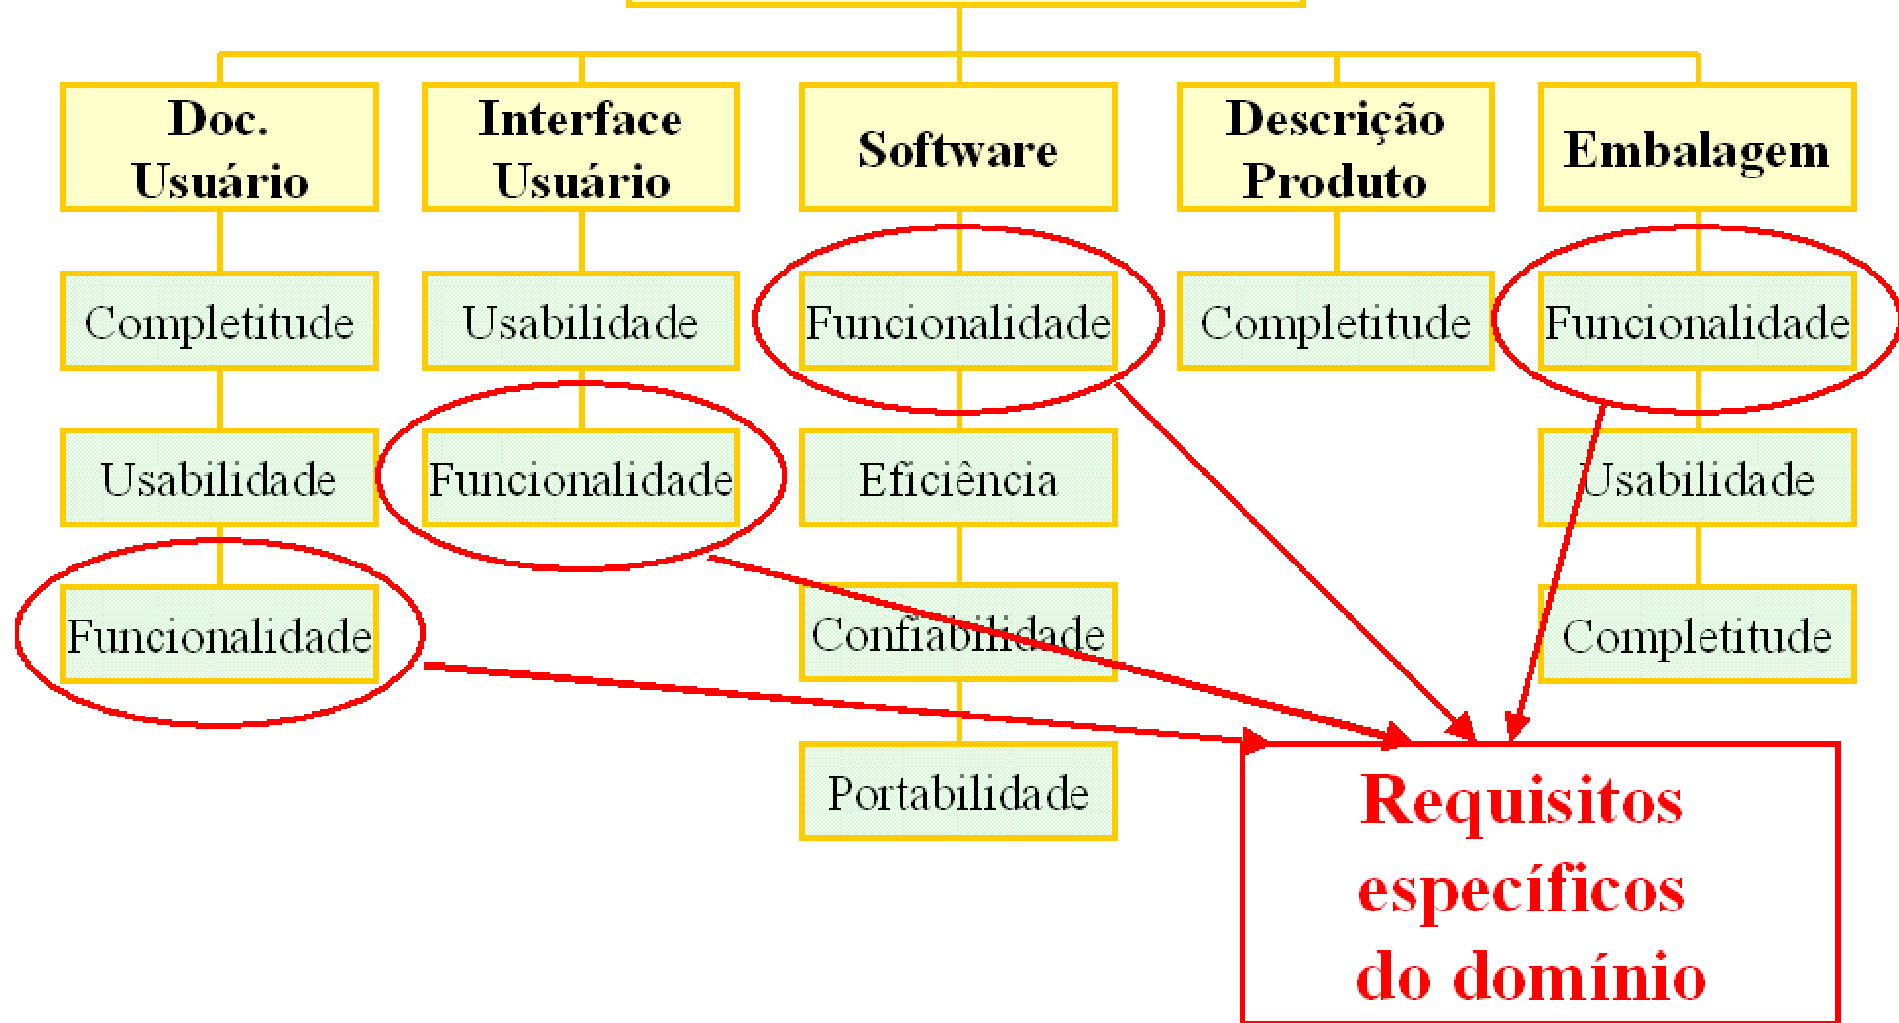 Doc.
Usuário
Interface
Usuário
Software
Descrição
Produto
Embalagem
Completitude
Usabilidade
Funcionalidade
Completitude
Funcionalidade
Usabilidade
Funcionalidade
Eficiência
Usabilidade
Funcionalidade
Confiabilidade
Completitude
Portabilidade
Requisitos
específicos
do domínio